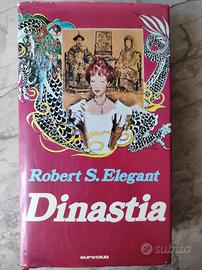 Robert S. Elegant
Dinastia
euroclub
subito